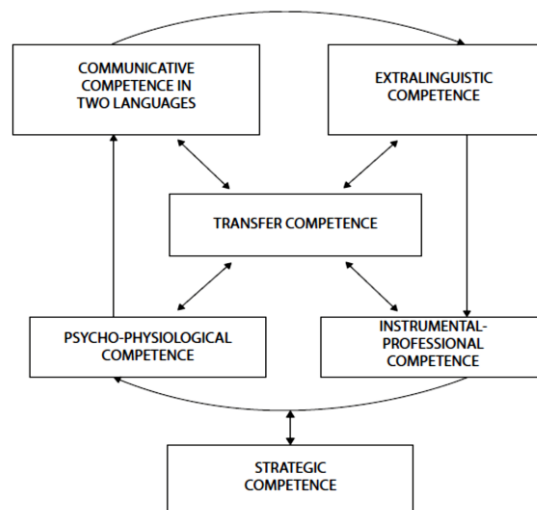 COMMUNICATIVE
COMPETENCE IN
TWO LANGUAGES
EXTRALINGUISTIC
COMPETENCE
TRANSFER COMPETENCE
PSYCHO-PHYSIOLOGICAL
COMPETENCE
INSTRUMENTAL-
PROFESSIONAL
COMPETENCE
STRATEGIC
COMPETENCE